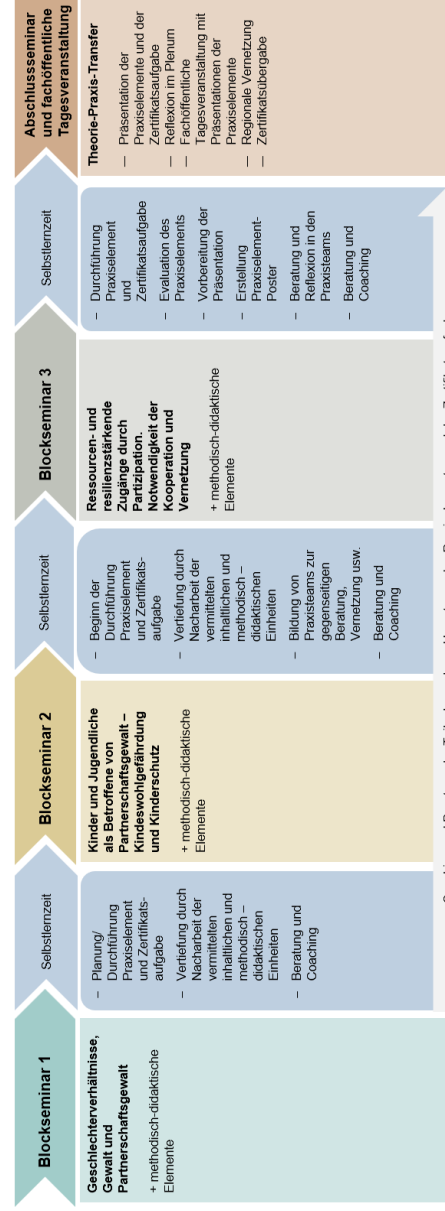 Blockseminar 1
Geschlechterverhältnisse,
Gewalt und
Partnerschaftsgewalt
+ methodisch-didaktische
Elemente
Selbstlernzeit
– Planung/
Durchführung
Praxiselement
und Zertifikats-
aufgabe
– Vertiefung durch
Nacharbeit der
vermittelten
inhaltlichen und
methodisch –
didaktischen
Einheiten
– Beratung und
Coaching
Blockseminar 2
Kinder und Jugendliche
als Betroffene von
Partnerschaftsgewalt –
Kindeswohlgefährdung
und Kinderschutz
+ methodisch-didaktische
Elemente
Selbstlernzeit
– Beginn der
Durchführung
Praxiselement
und Zertifikats-
aufgabe
– Vertiefung durch
Nacharbeit der
vermittelten
inhaltlichen und
methodisch –
didaktischen
Einheiten
– Bildung von
Praxisteams zur
gegenseitigen
Beratung,
Vernetzung usw.
– Beratung und
Coaching
Blockseminar 3
Ressourcen- und
resilienzstärkende
Zugänge durch
Partizipation.
Notwendigkeit der
Kooperation und
Vernetzung
+ methodisch-didaktische
Elemente
Selbstlernzeit
– Durchführung
Praxiselement
und
Zertifikatsaufgabe
– Evaluation des
Praxiselements
– Vorbereitung der
Präsentation
– Erstellung
Praxiselement-
Poster
– Beratung und
Reflexion in den
Praxisteams
– Beratung und
Coaching
Abschlussseminar
und fachöffentliche
Tagesveranstaltung
Theorie-Praxis-Transfer
— Präsentation der
Praxiselemente und der
Zertifikatsaufgabe
— Reflexion im Plenum
— Fachöffentliche
Tagesveranstaltung mit
Präsentationen der
Praxiselemente
— Regionale Vernetzung
— Zertifikatsübergabe